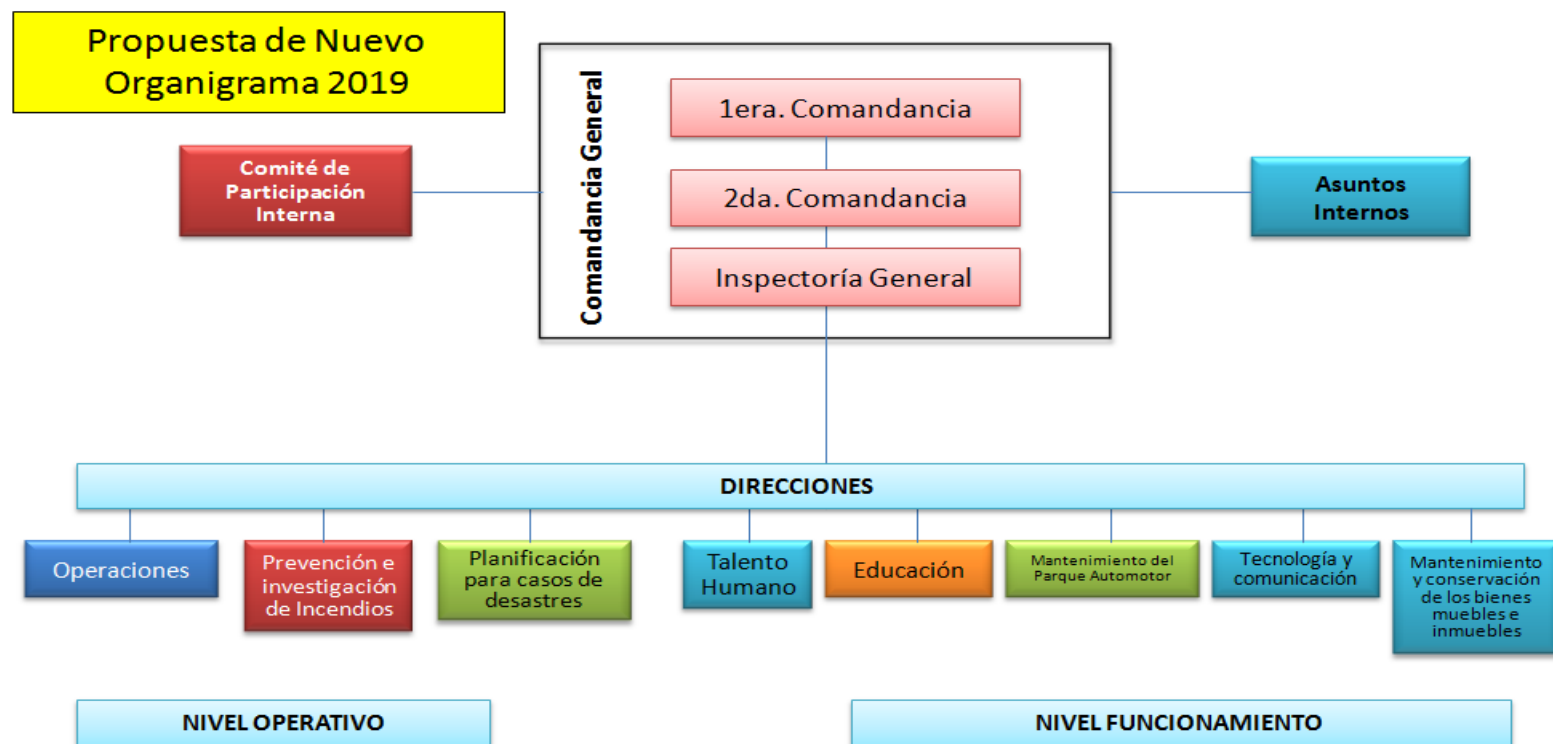 Propuesta de Nuevo
Organigrama 2019
Comandancia General
1era. Comandancia
2da. Comandancia
Inspectoría General
Comité de
Participación
Interna
Asuntos
Internos
DIRECCIONES
Operaciones
Prevención e
investigación
de Incendios
Planificación
para casos de
desastres
Talento
Humano
Educación
Mantenimiento del
Parque Automotor
Tecnología y
comunicación
Mantenimiento
y conservación
de los bienes
muebles e
inmuebles
NIVEL OPERATIVO
NIVEL FUNCIONAMIENTO